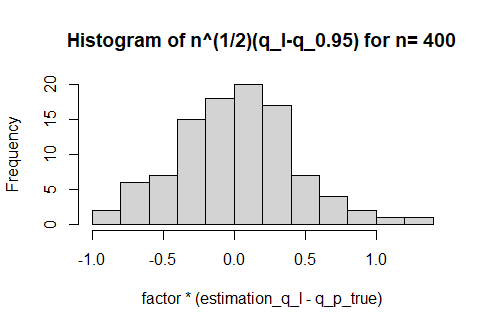 Histogram of n^(1/2)(q_l-q_0.95) for n= 400
Frequency
20
15
10
5
0
-1.0 -0.5 0.0 0.5 1.0
factor * (estimation_q_l - q_p_true)